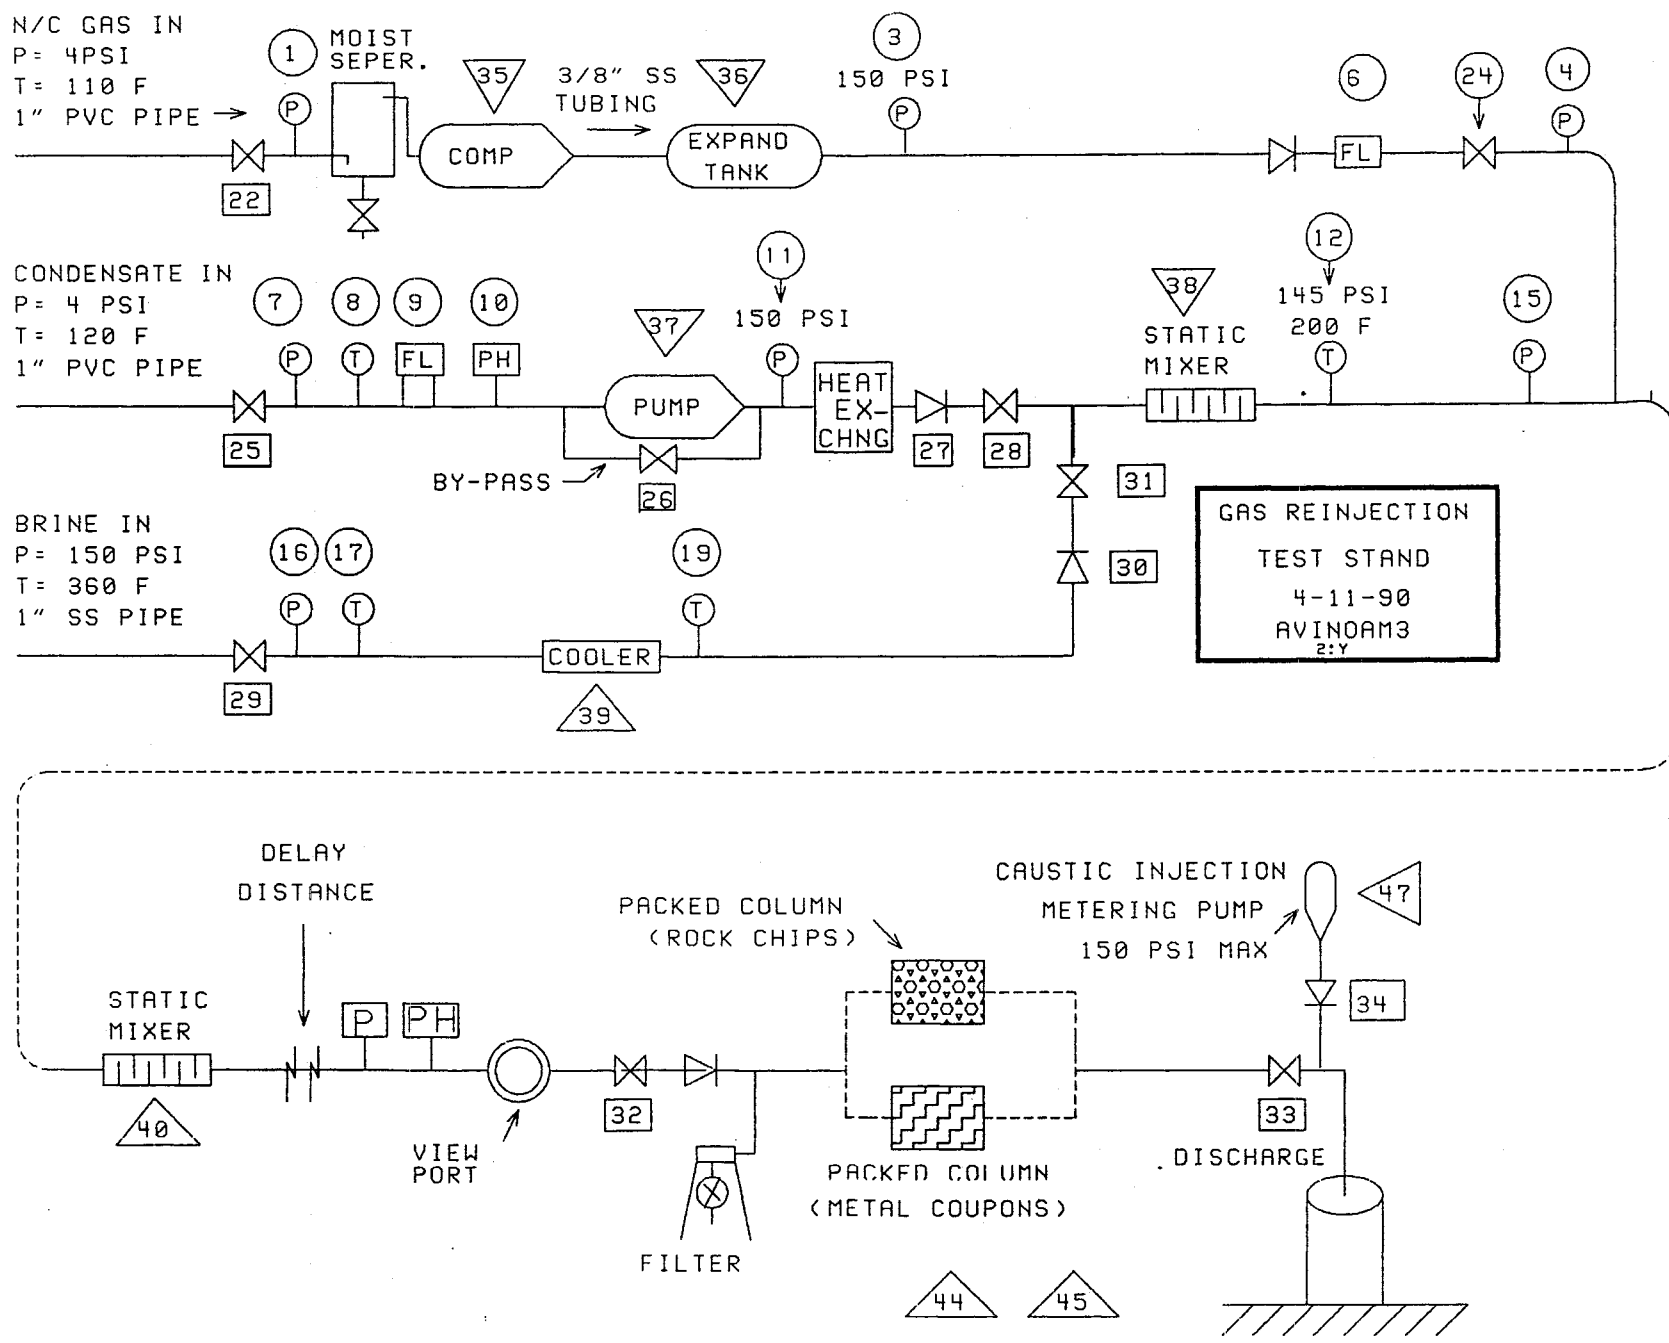 N/C GAS IN
P= 4PSI
T= 110 F
1" PVC PIPE
1
MOIST
SEPER.
35
3/8" SS
TUBING
36
3
150 PSI
6
24
4
P
P
P
COMP
EXPAND
TANK
FL
22
CONDENSATE IN
P= 4 PSI
T= 120 F
1" PVC PIPE
7
8
9
10
37
11
150 PSI
38
STATIC
MIXER
12
145 PSI
200 F
15
P
T
FL
PH
P
T
P
PUMP
HEAT
EX-
CHNG
25
BY-PASS
26
27
28
31
BRINE IN
P= 150 PSI
T= 360 F
1" SS PIPE
16
17
19
30
P
T
T
COOLER
29
39
GAS REINJECTION
TEST STAND
4-11-90
AVINOAM3
2:Y
DELAY
DISTANCE
PACKED COLUMN
(ROCK CHIPS)
CAUSTIC INJECTION
METERING PUMP
150 PSI MAX
47
STATIC
MIXER
P
PH
34
40
VIEW
PORT
32
33
FILTER
PACKED COLUMN
(METAL COUPONS)
DISCHARGE
44
45